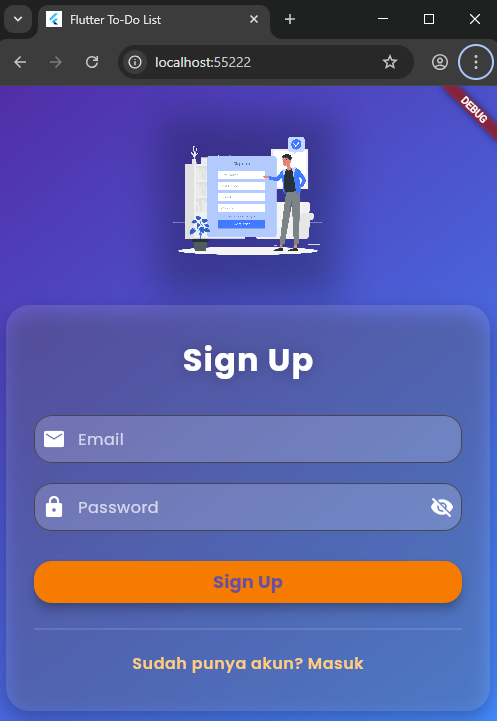 Flutter To-Do List
localhost:55222
DEBUG
Sign Up
Email
Password
Sign Up
Sudah punya akun? Masuk